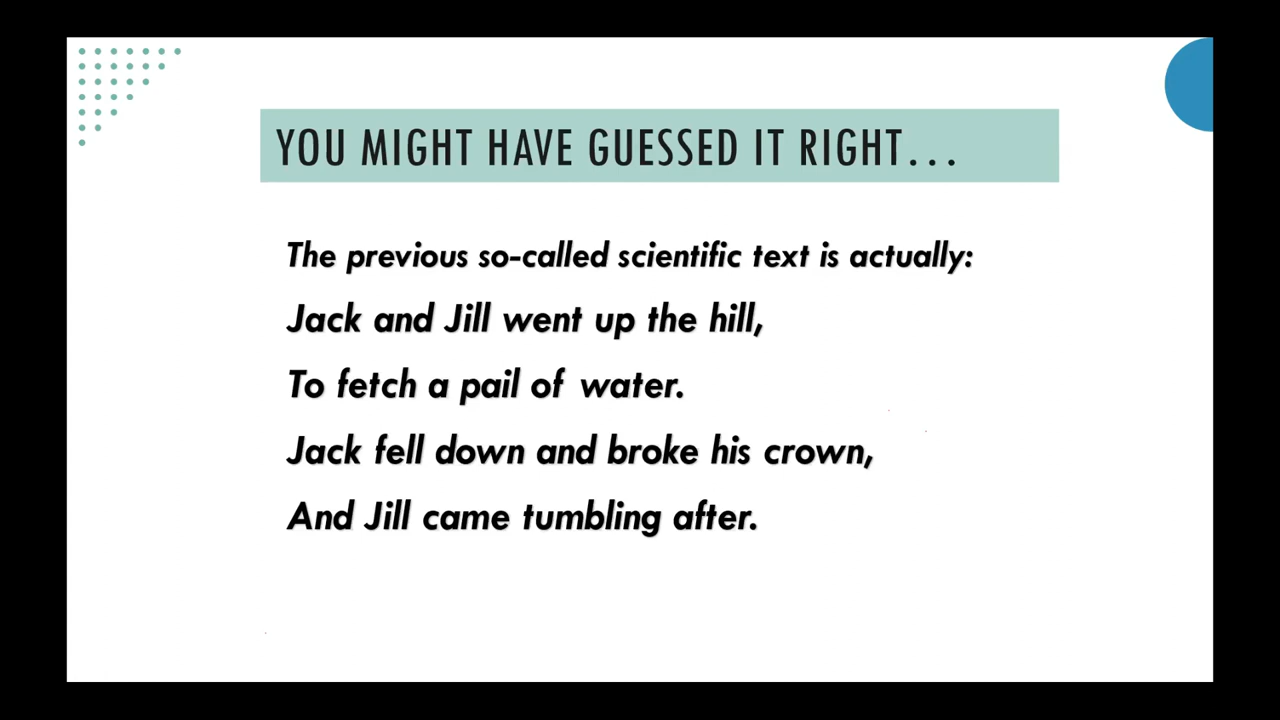 YOU MIGHT HAVE GUESSED IT RIGHT...
The previous so-called scientific text is actually:
Jack and Jill went up the hill,
To fetch a pail of water.
Jack fell down and broke his crown,
And Jill came tumbling after.